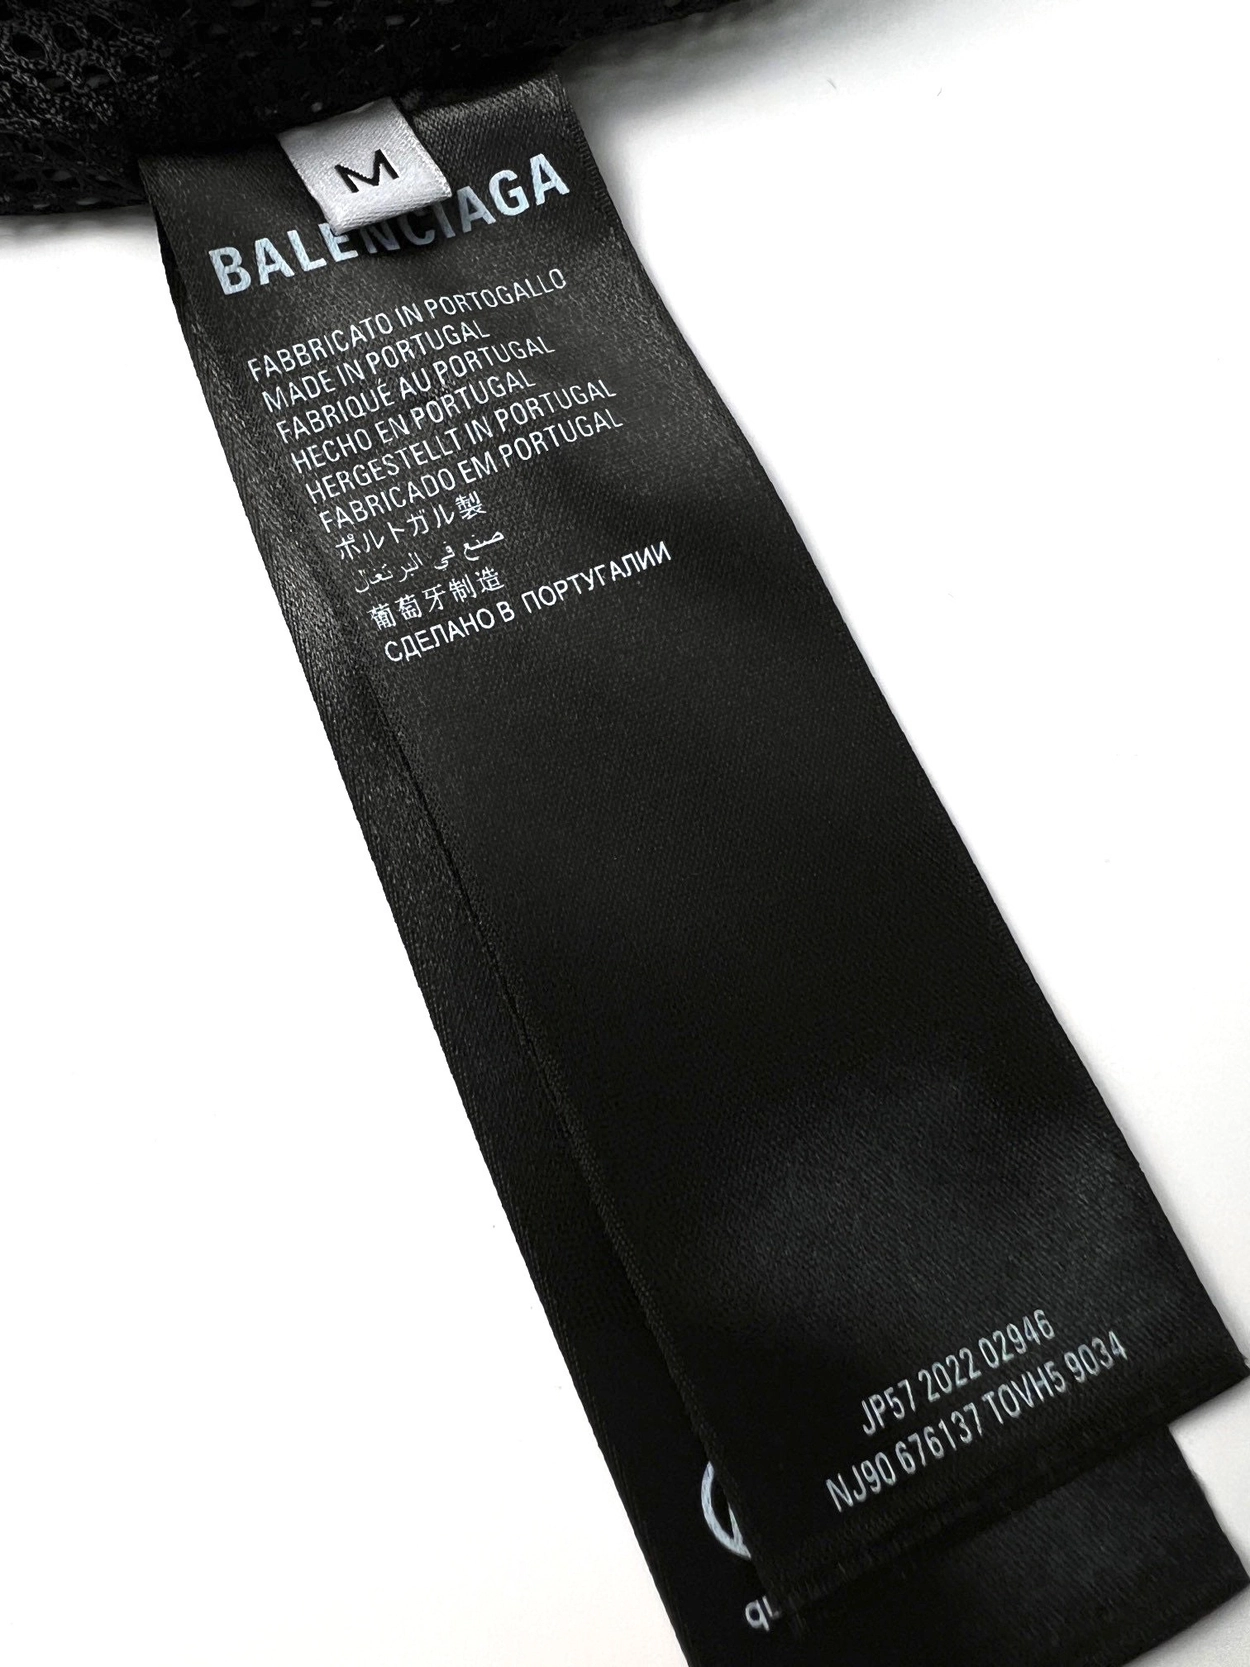 M
BALENCIAGA
FABBRICATO IN PORTOGALLO
MADE IN PORTUGAL
FABRIQUÉ AU PORTUGAL
HECHO EN PORTUGAL
HERGESTELLT IN PORTUGAL
FABRICADO EM PORTUGAL
ポルトガル製
صنع في البرتغال
葡萄牙制造
СДЕЛАНО В ПОРТУГАЛИИ
JP57 2022 02946
NJ90 676137 TOVH5 9034